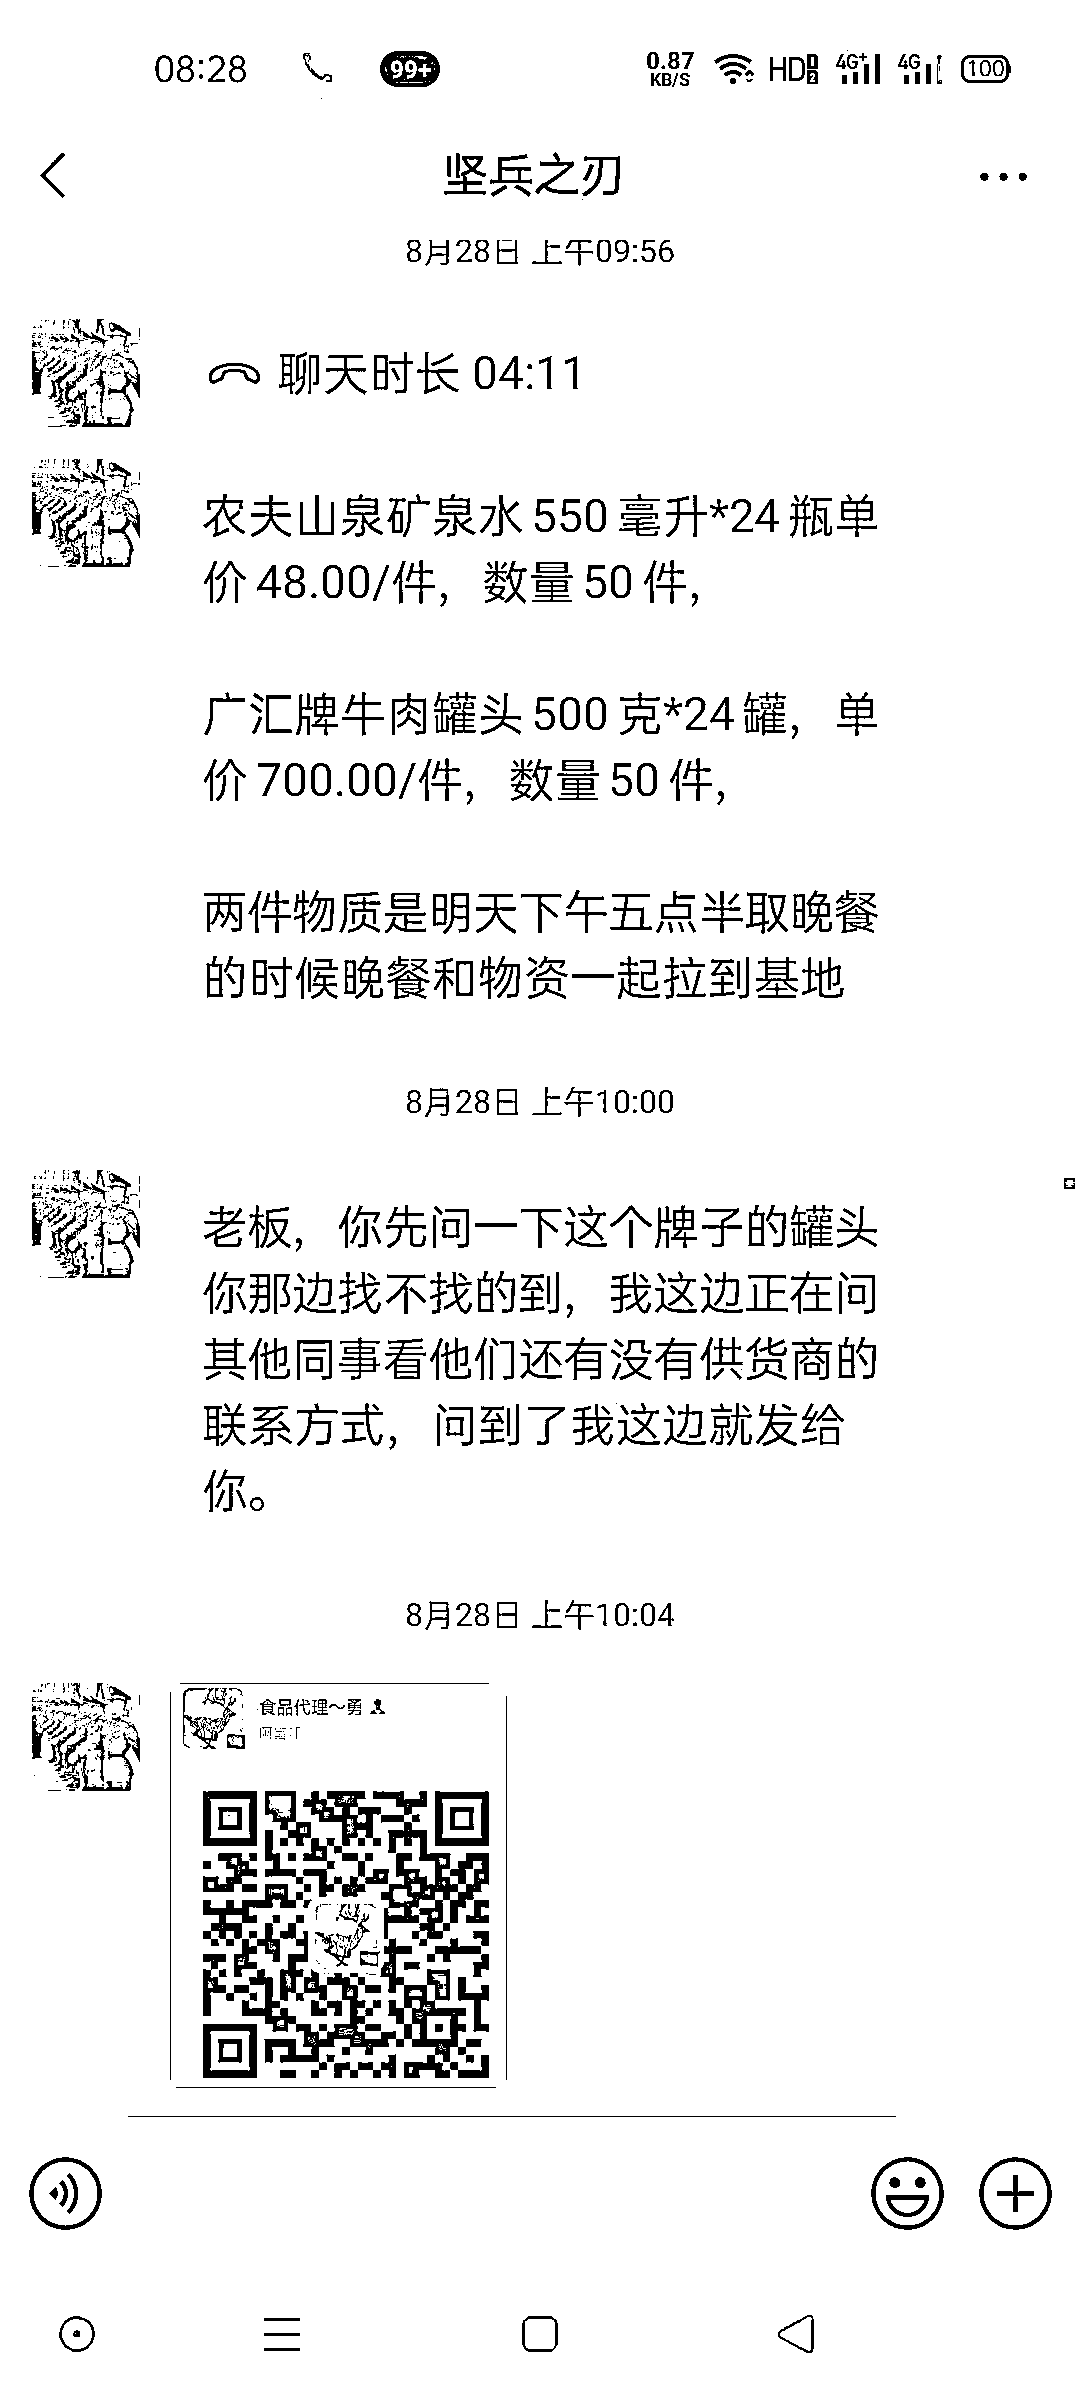 08:28
99+
0.87
KB/S
HD
4G+
4G
100
坚兵之刃
8月28日 上午09:56
聊天时长 04:11
农夫山泉矿泉水 550 毫升*24 瓶单
价 48.00/件，数量 50 件，
广汇牌牛肉罐头 500 克*24 罐，单
价 700.00/件，数量 50 件，
两件物质是明天下午五点半取晚餐
的时候晚餐和物资一起拉到基地
8月28日 上午10:00
老板，你先问一下这个牌子的罐头
你那边找不找的到，我这边正在问
其他同事看他们还有没有供货商的
联系方式，问到了我这边就发给
你。
8月28日 上午10:04
食品代理～勇